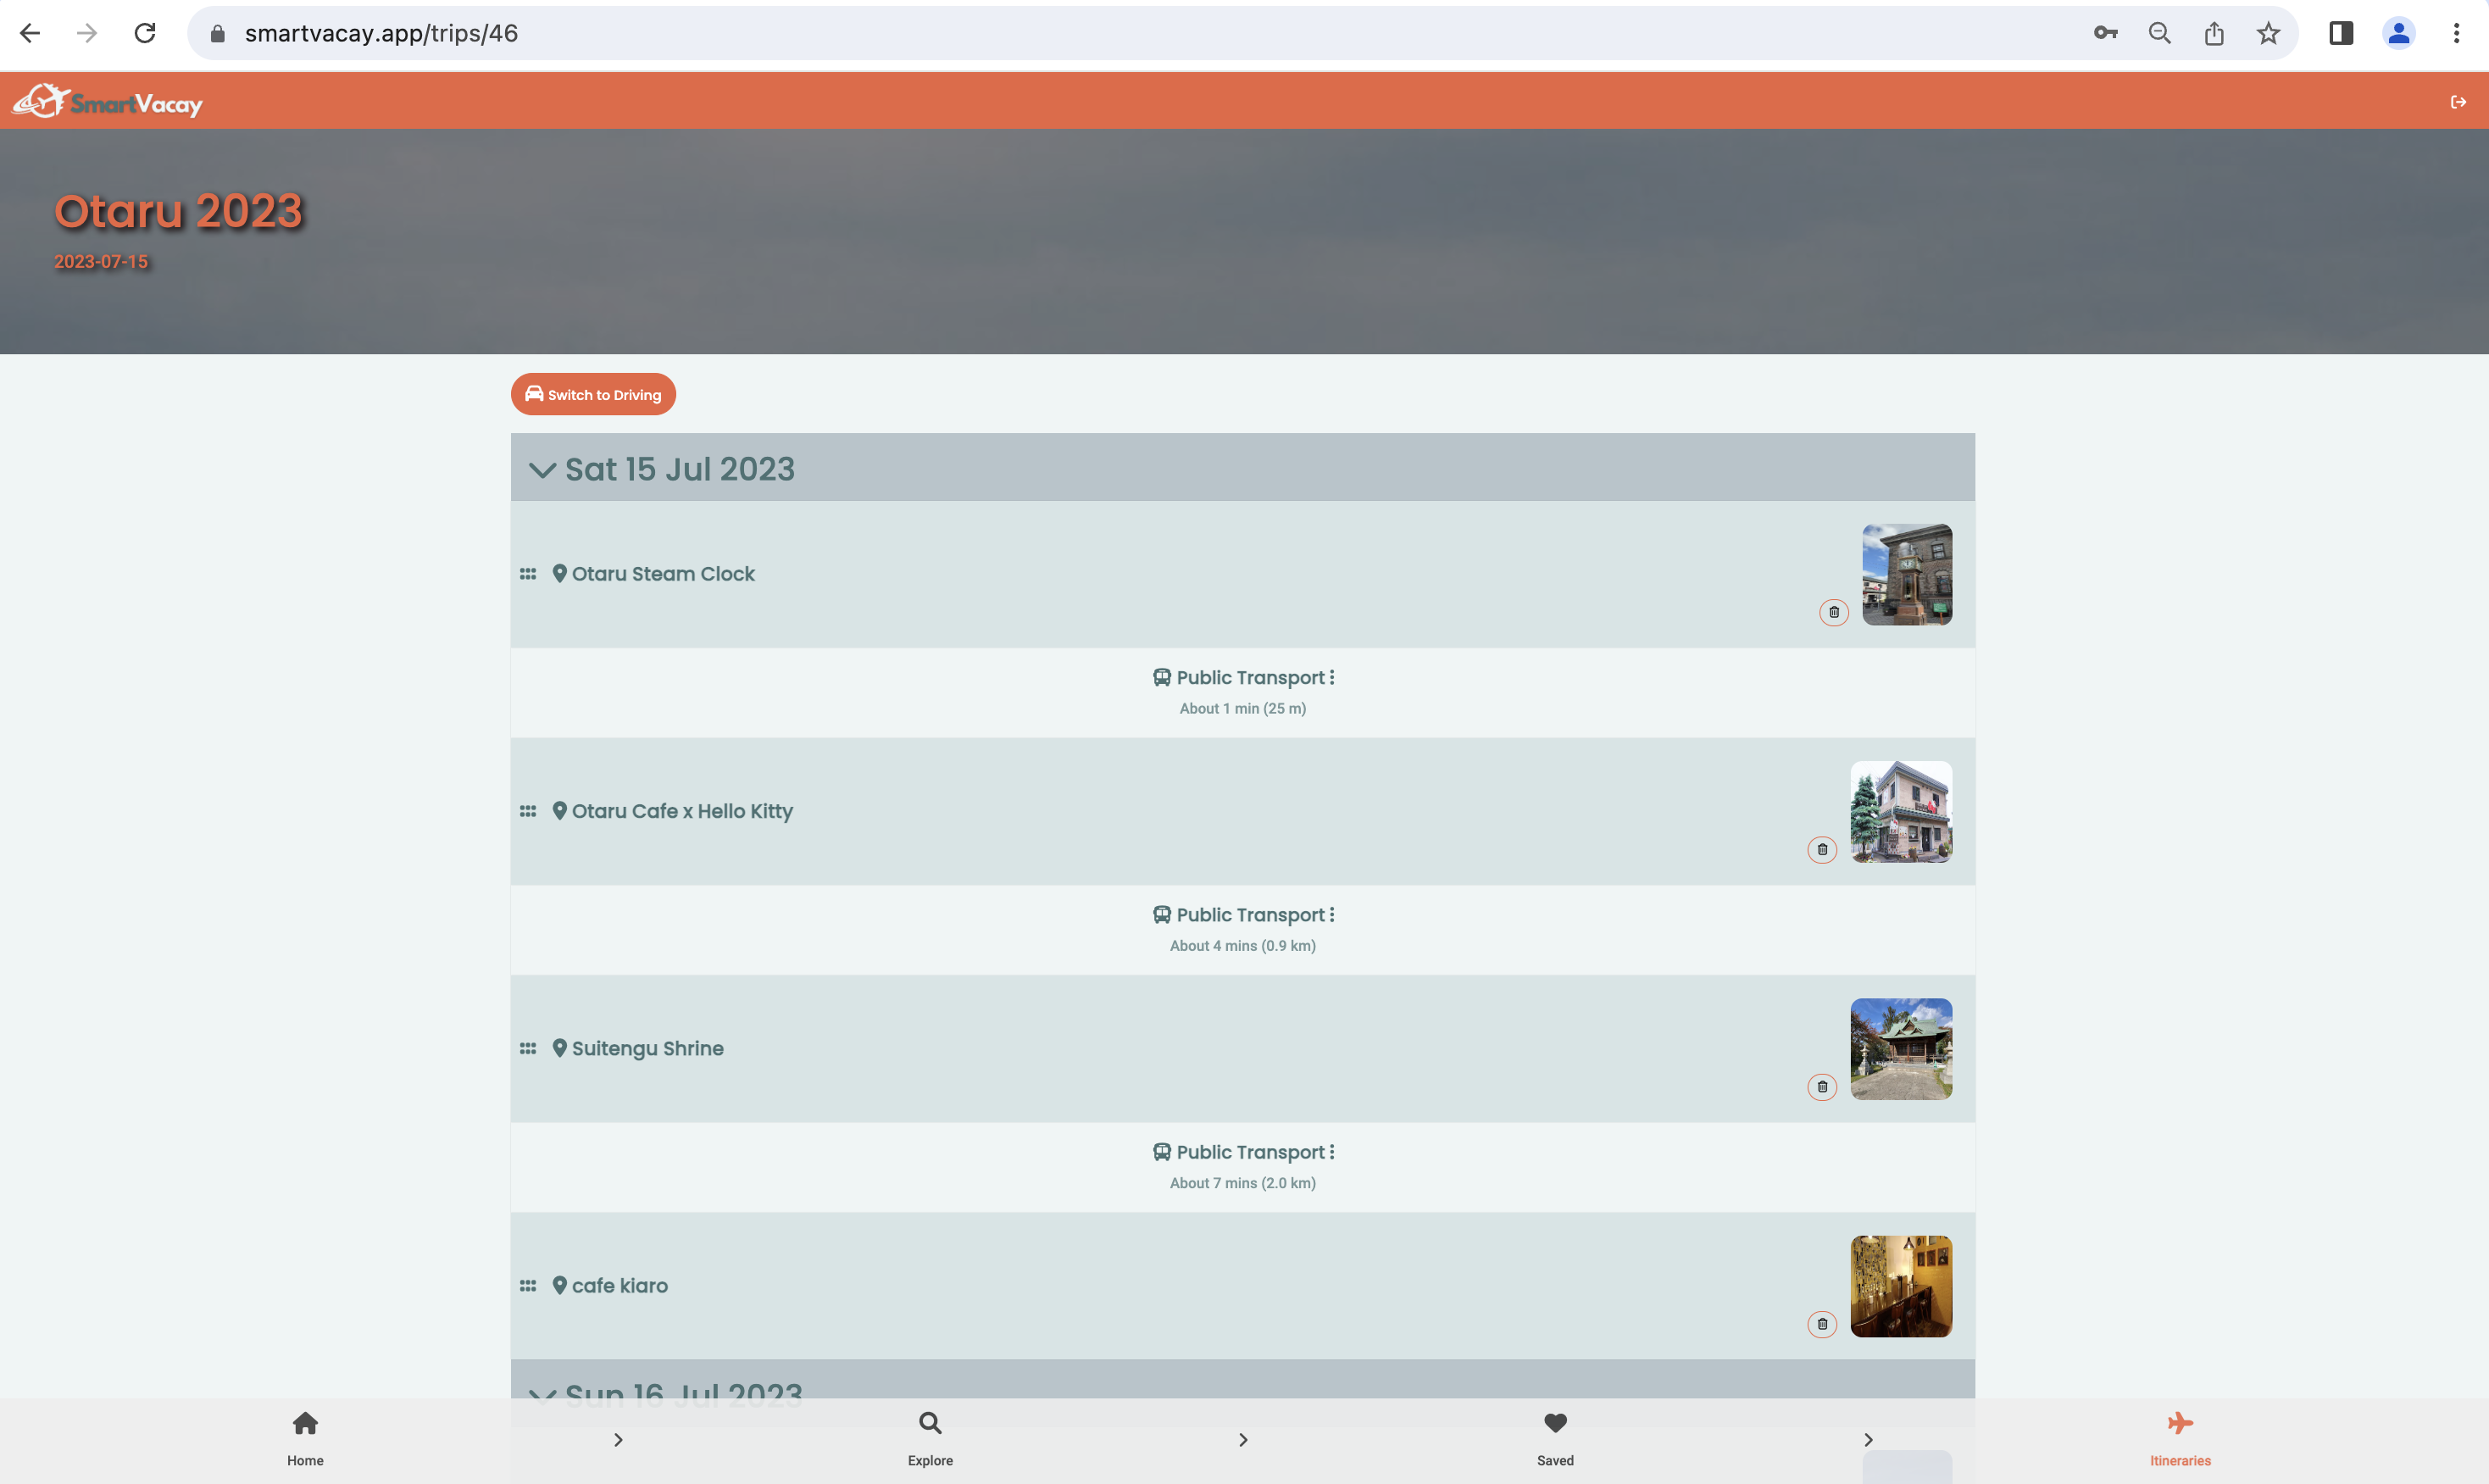 smartvacay.app/trips/46
SmartVacay
Otaru 2023
2023-07-15
Switch to Driving
Sat 15 Jul 2023
Otaru Steam Clock
Public Transport
About 1 min (25 m)
Otaru Cafe x Hello Kitty
Public Transport
About 4 mins (0.9 km)
Suitengu Shrine
Public Transport
About 7 mins (2.0 km)
cafe kiaro
Sun 16 Jul 2023
Home
Explore
Saved
Itineraries